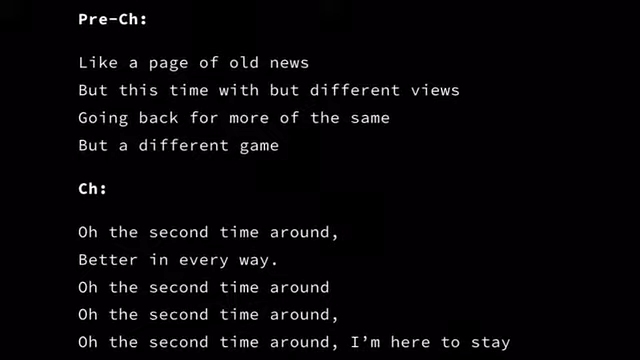 Pre-Ch:
Like a page of old news
But this time with but different views
Going back for more of the same
But a different game
Ch:
Oh the second time around,
Better in every way.
Oh the second time around
Oh the second time around,
Oh the second time around, I'm here to stay